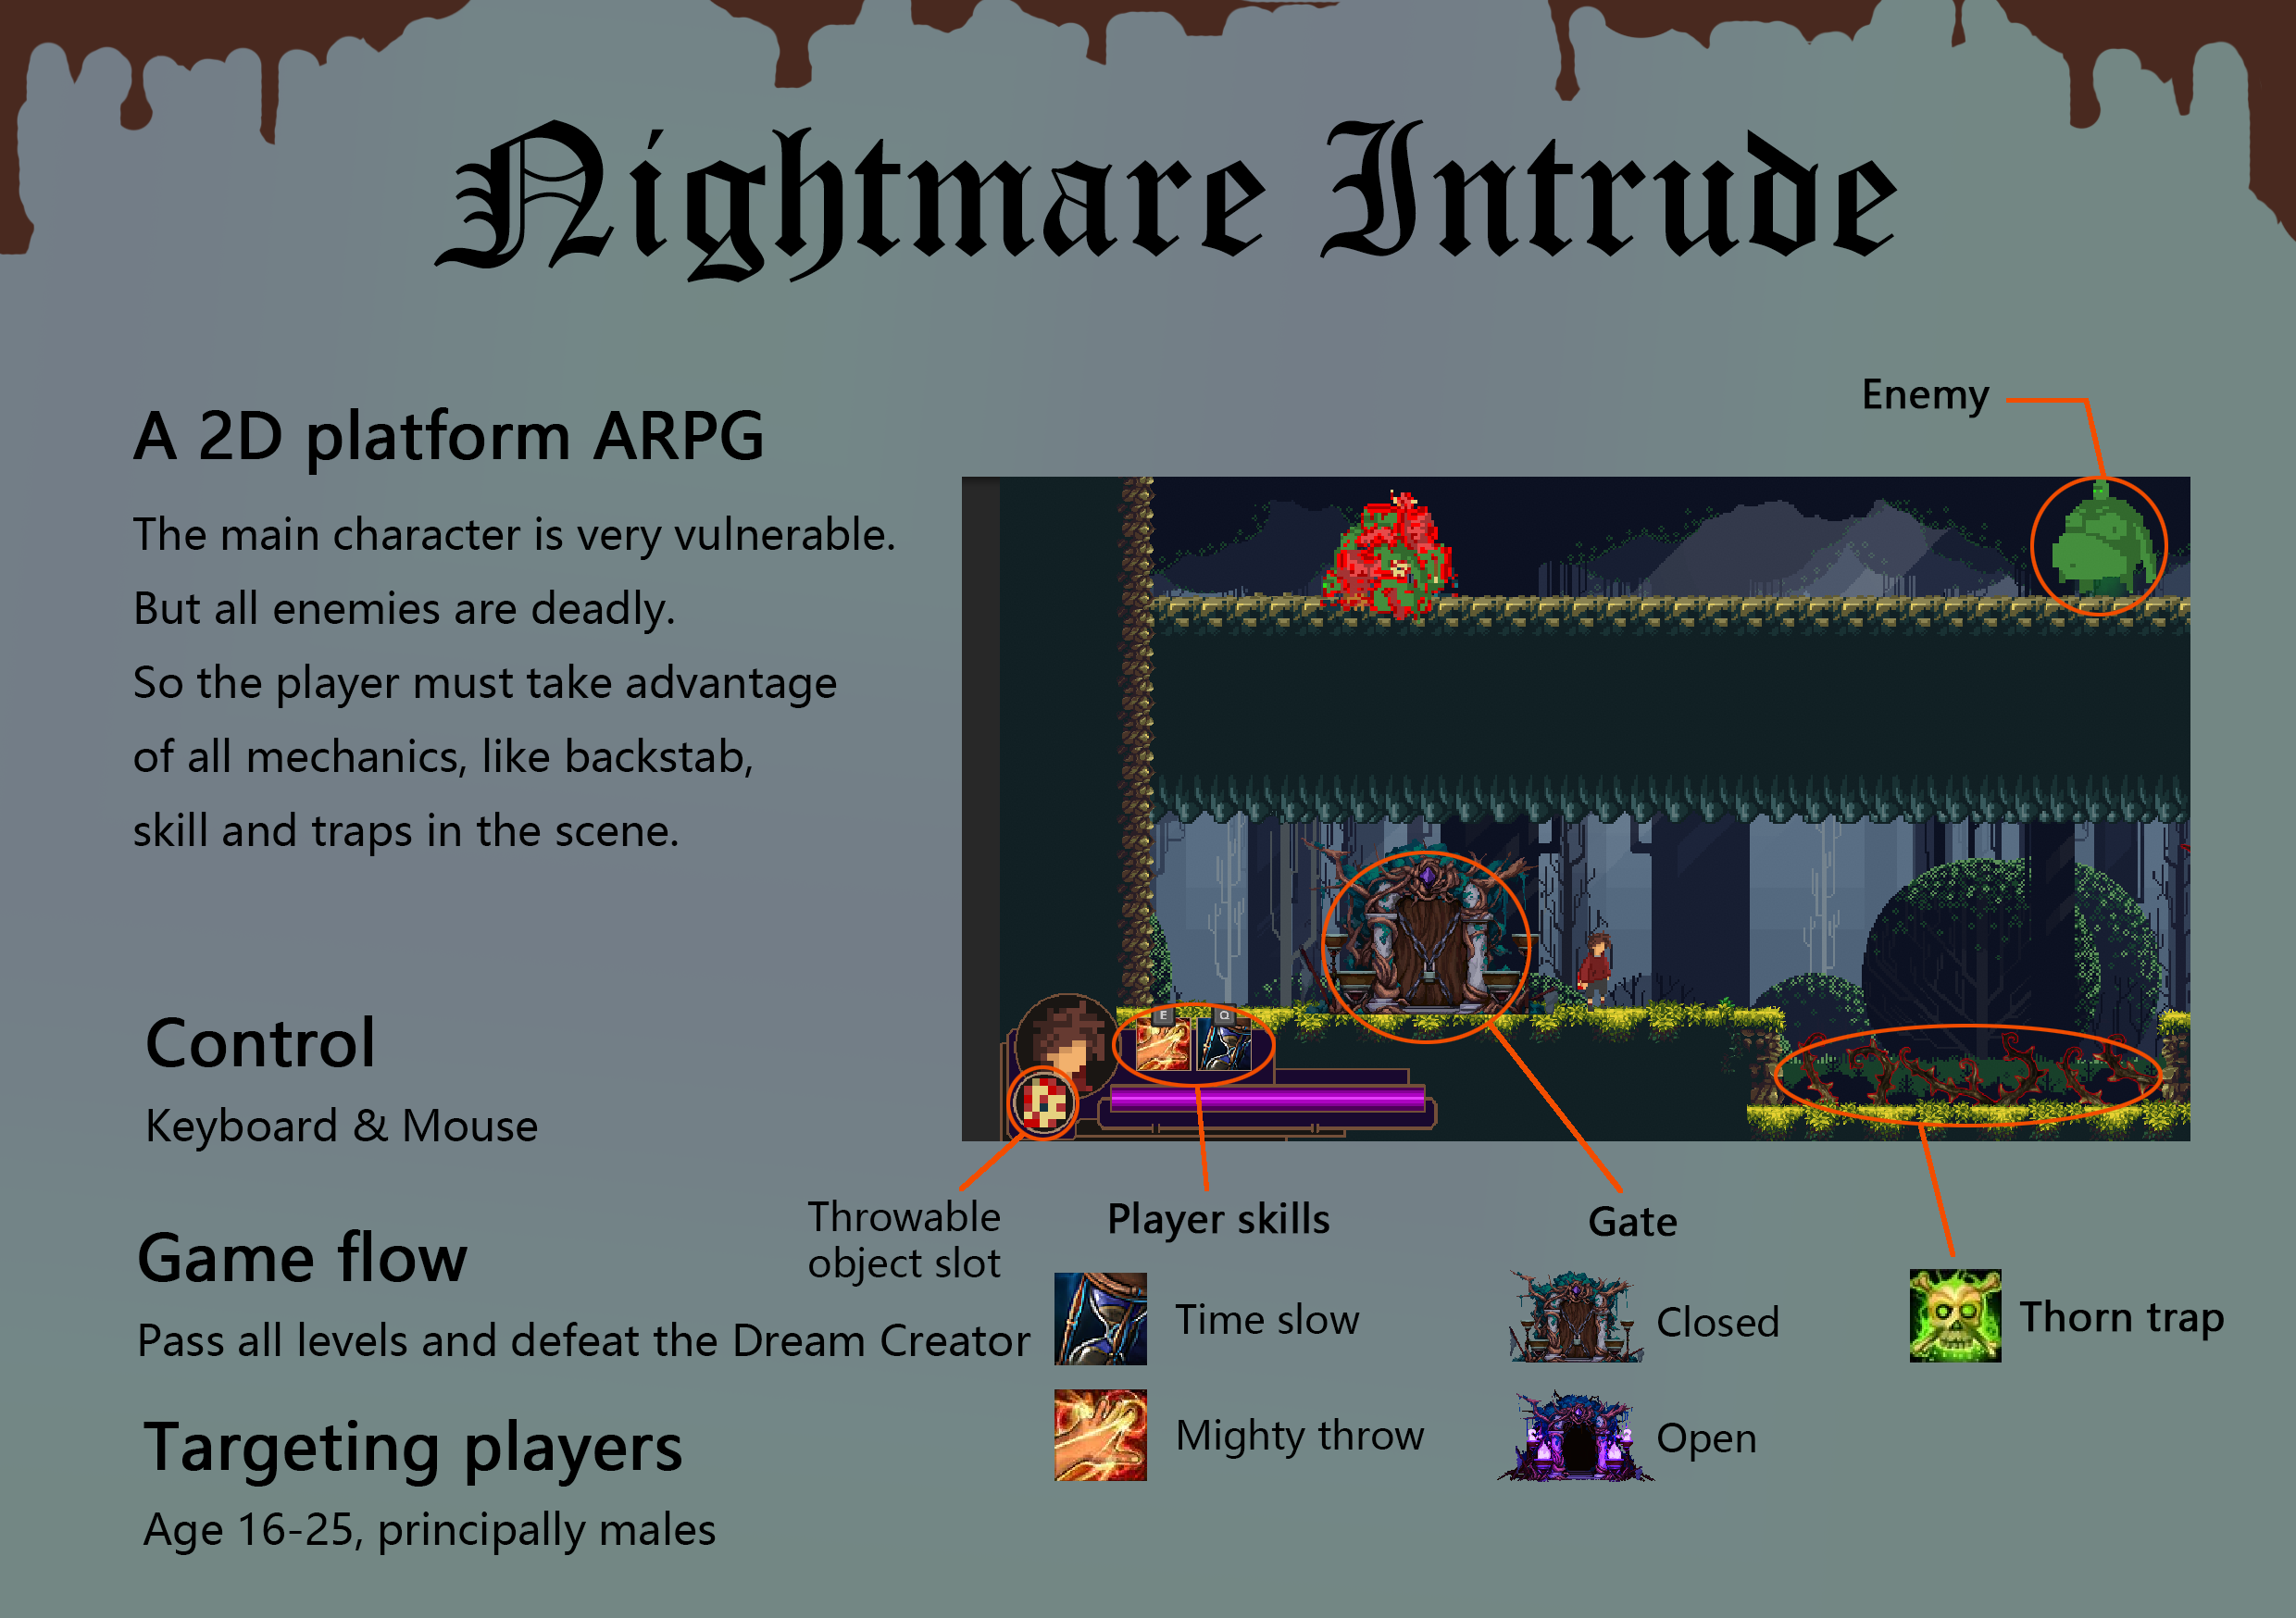 Nightmare Intrude
A 2D platform ARPG
The main character is very vulnerable.
But all enemies are deadly.
So the player must take advantage
of all mechanics, like backstab,
skill and traps in the scene.
Control
Keyboard & Mouse
Game flow
Pass all levels and defeat the Dream Creator
Targeting players
Age 16-25, principally males
Enemy
E
Q
Throwable
object slot
Player skills
Time slow
Mighty throw
Gate
Closed
Open
Thorn trap